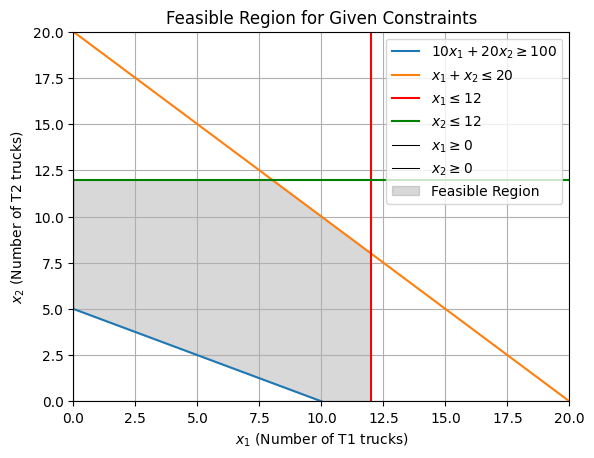 Feasible Region for Given Constraints
20.0
17.5
15.0
12.5
10.0
7.5
5.0
2.5
0.0
x₂ (Number of T2 trucks)
10x₁ + 20x₂ ≥ 100
x₁ + x₂ ≤ 20
x₁ ≤ 12
x₂ ≤ 12
x₁ ≥ 0
x₂ ≥ 0
Feasible Region
0.0 2.5 5.0 7.5 10.0 12.5 15.0 17.5 20.0
x₁ (Number of T1 trucks)